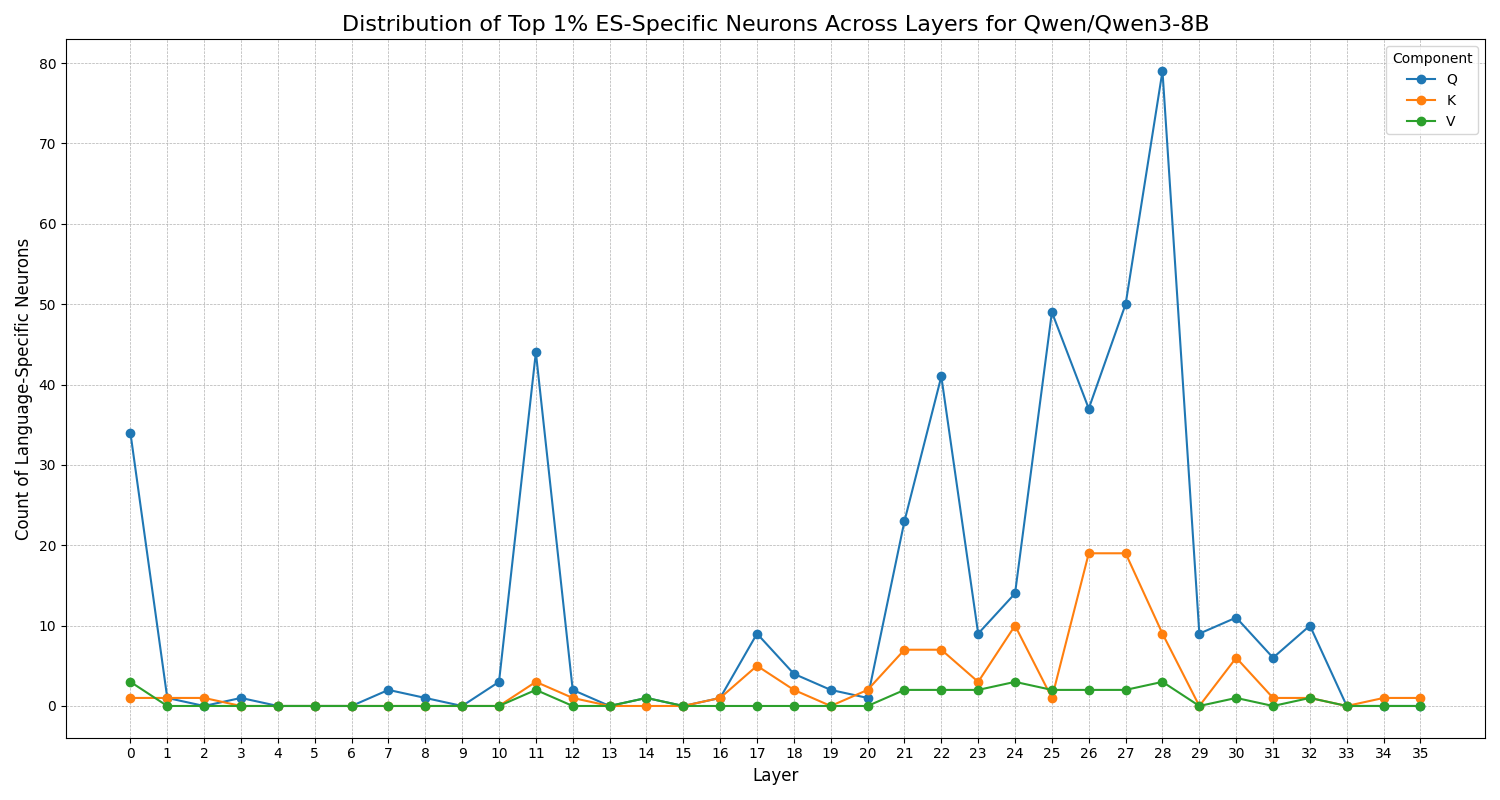 Distribution of Top 1% ES-Specific Neurons Across Layers for Qwen/Qwen3-8B
Component
Q
K
V
Count of Language-Specific Neurons
80
70
60
50
40
30
20
10
0
0 1 2 3 4 5 6 7 8 9 10 11 12 13 14 15 16 17 18 19 20 21 22 23 24 25 26 27 28 29 30 31 32 33 34 35
Layer